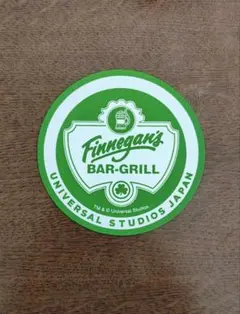 Finnegan's
BAR-GRILL
TM & © Universal Studios.
UNIVERSAL STUDIOS JAPAN